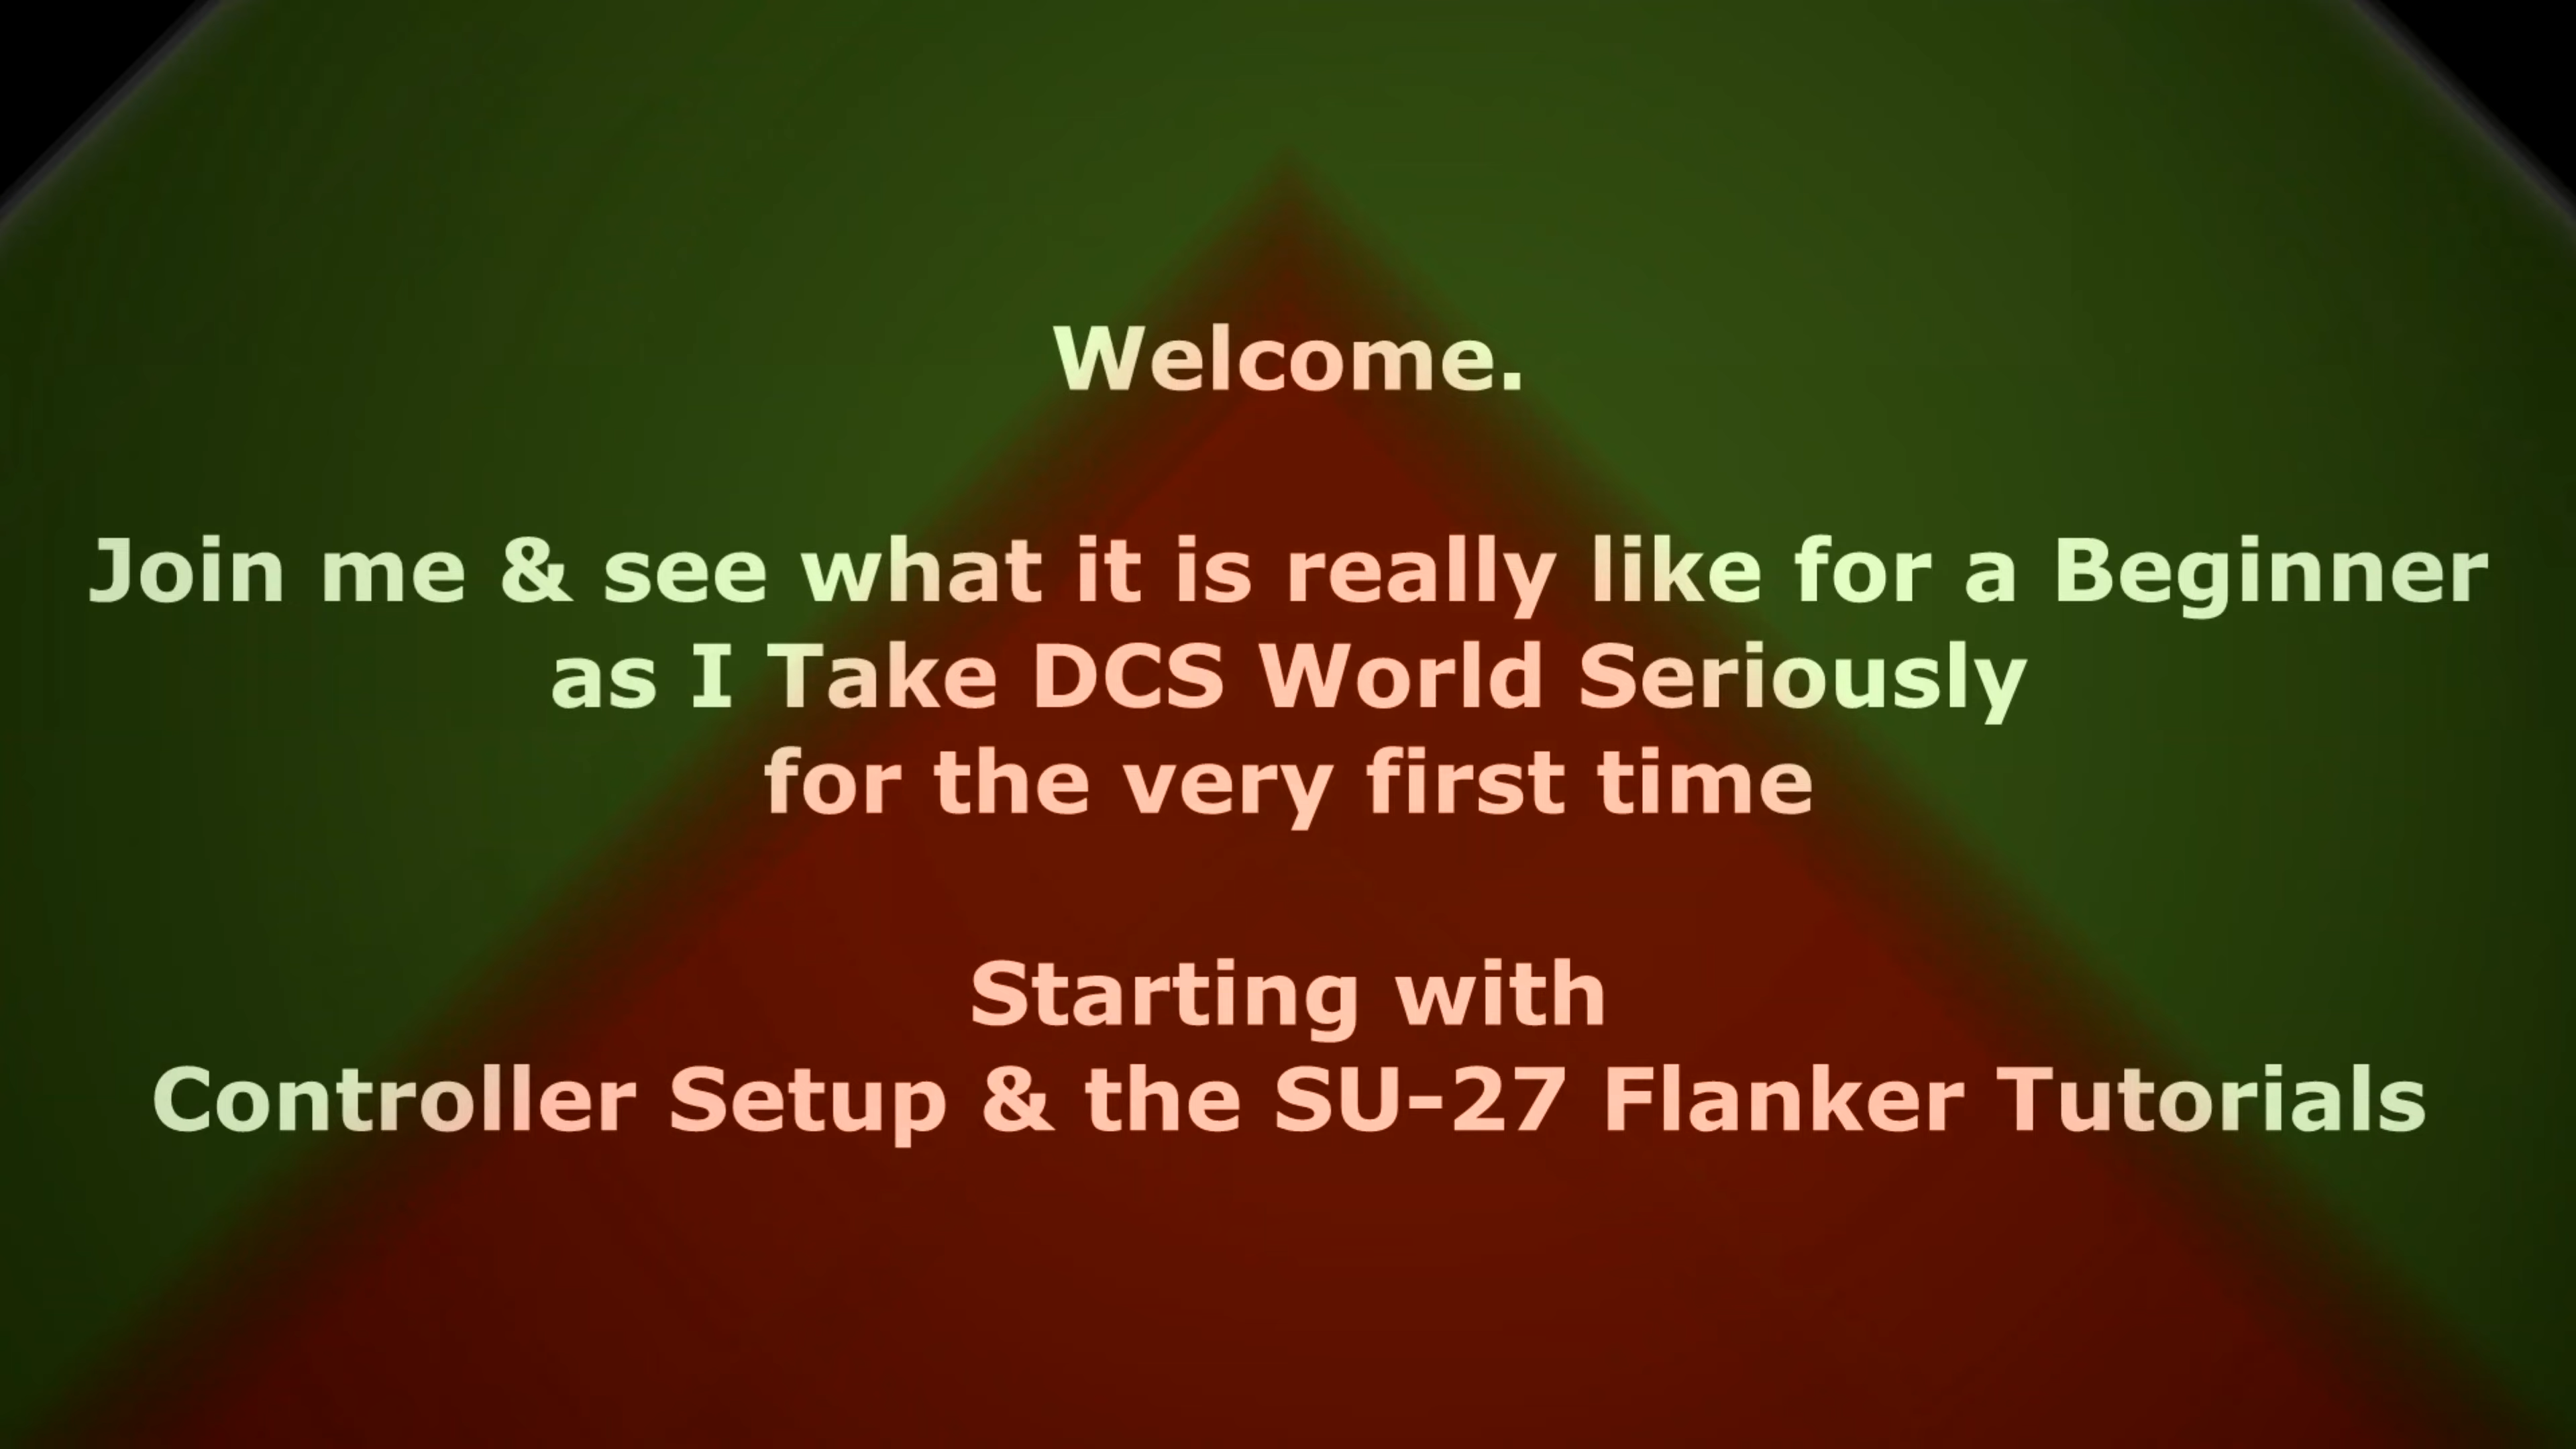 Welcome.
Join me & see what it is really like for a Beginner
as I Take DCS World Seriously
for the very first time
Starting with
Controller Setup & the SU-27 Flanker Tutorials